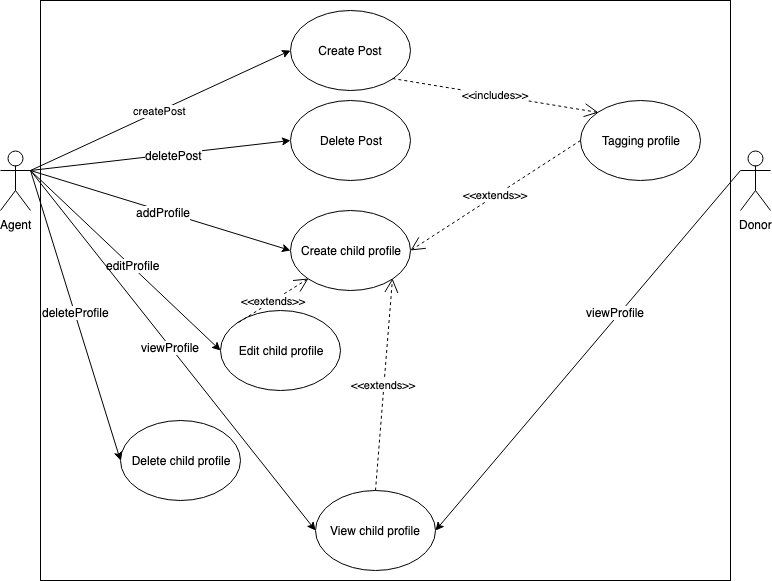 Create Post
<<includes>>
createPost
Delete Post
Tagging profile
deletePost
<<extends>>
addProfile
Agent
Donor
Create child profile
editProfile
<<extends>>
deleteProfile
viewProfile
viewProfile
Edit child profile
<<extends>>
Delete child profile
View child profile